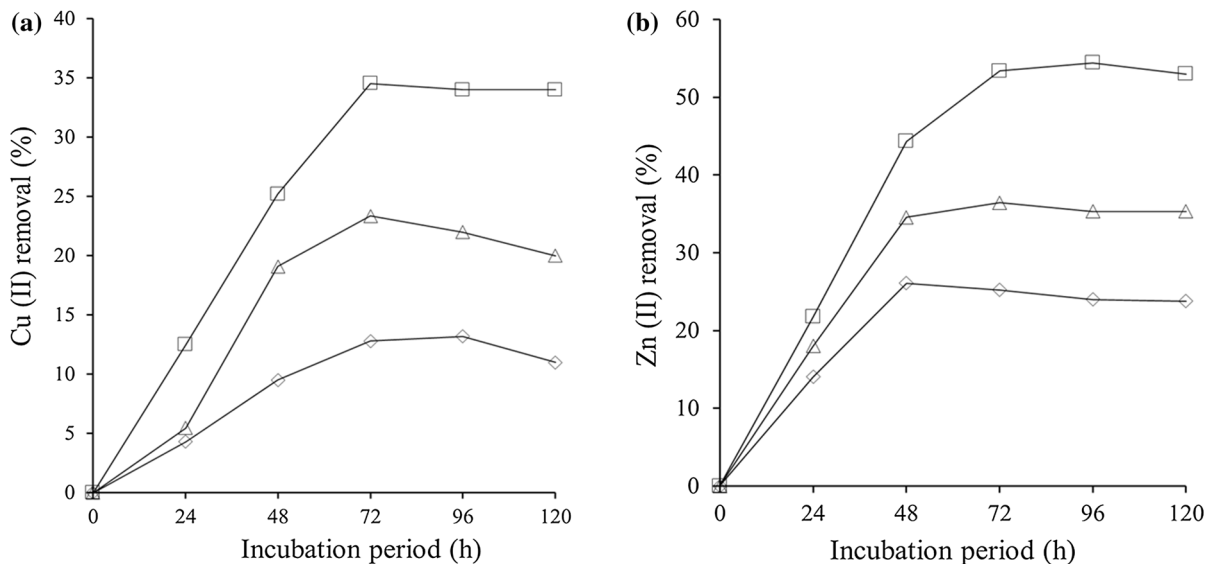 (a)
Cu (II) removal (%)
40
35
30
25
20
15
10
5
0
0 24 48 72 96 120
Incubation period (h)
(b)
Zn (II) removal (%)
60
50
40
30
20
10
0
0 24 48 72 96 120
Incubation period (h)